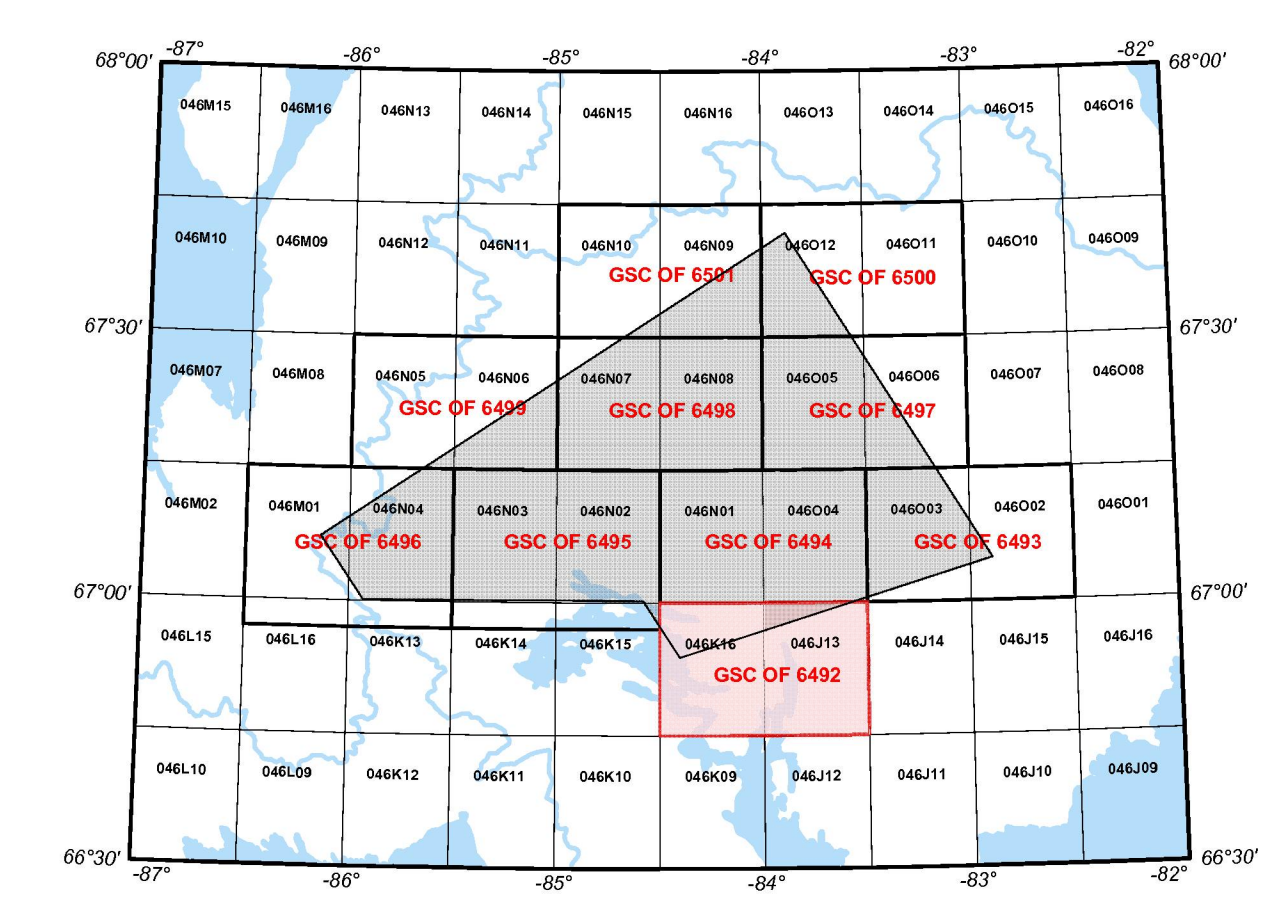 -87° -86° -85° -84° -83° -82°
68°00' 68°00'
046M15 046M16 046N13 046N14 046N15 046N16 046O13 046O14 046O15 046O16
046M10 046M09 046N12 046N11 046N10 046N09 046O12 046O11 046O10 046O09
GSC OF 6501 GSC OF 6500
67°30' 67°30'
046M07 046M08 046N05 046N06 046N07 046N08 046O05 046O06 046O07 046O08
GSC OF 6499 GSC OF 6498 GSC OF 6497
046M02 046M01 046N04 046N03 046N02 046N01 046O04 046O03 046O02 046O01
GSC OF 6496 GSC OF 6495 GSC OF 6494 GSC OF 6493
67°00' 67°00'
046L15 046L16 046K13 046K14 046K15 046K16 046J13 046J14 046J15 046J16
GSC OF 6492
046L10 046L09 046K12 046K11 046K10 046K09 046J12 046J11 046J10 046J09
66°30' 66°30'
-87° -86° -85° -84° -83° -82°